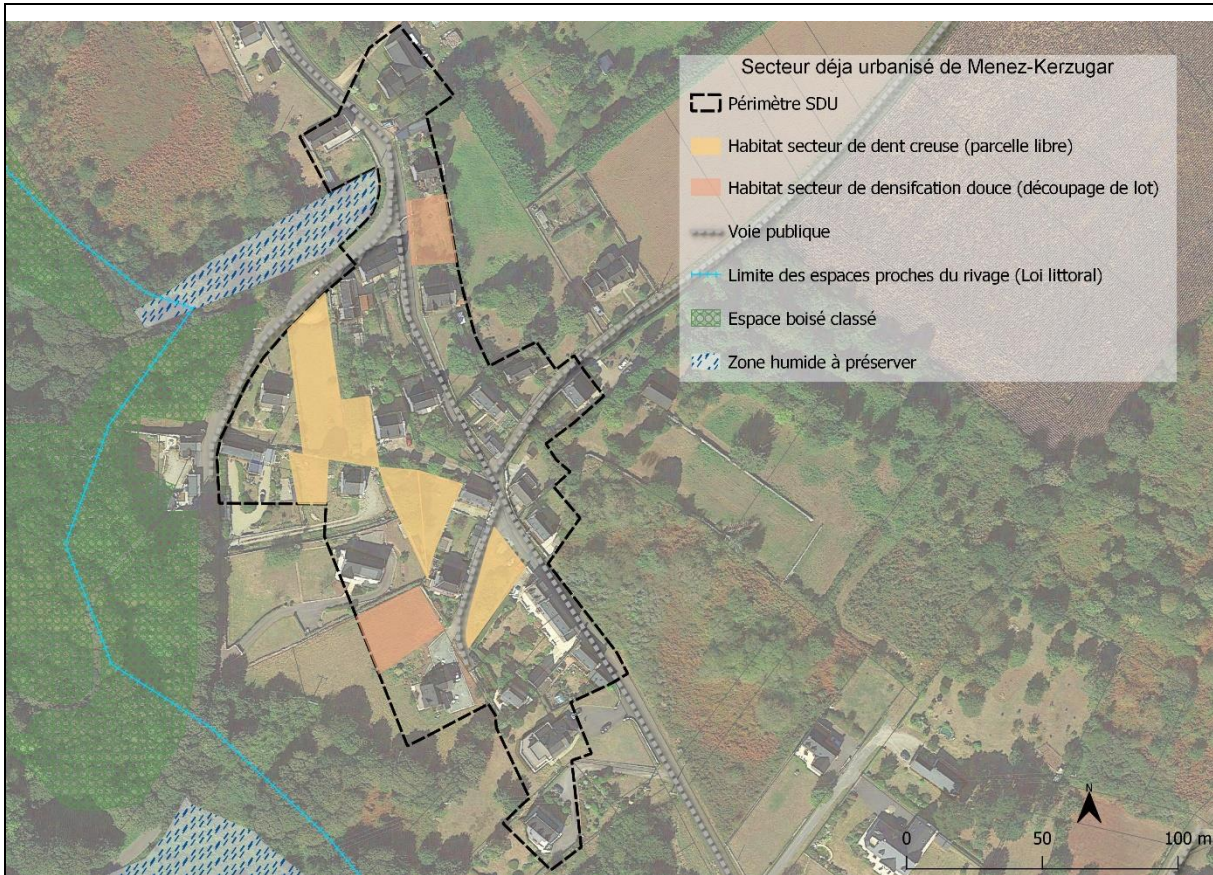 Secteur déja urbanisé de Menez-Kerzugar
Périmètre SDU
Habitat secteur de dent creuse (parcelle libre)
Habitat secteur de densifcation douce (découpage de lot)
Voie publique
Limite des espaces proches du rivage (Loi littoral)
Espace boisé classé
Zone humide à préserver
N
0 50 100 m